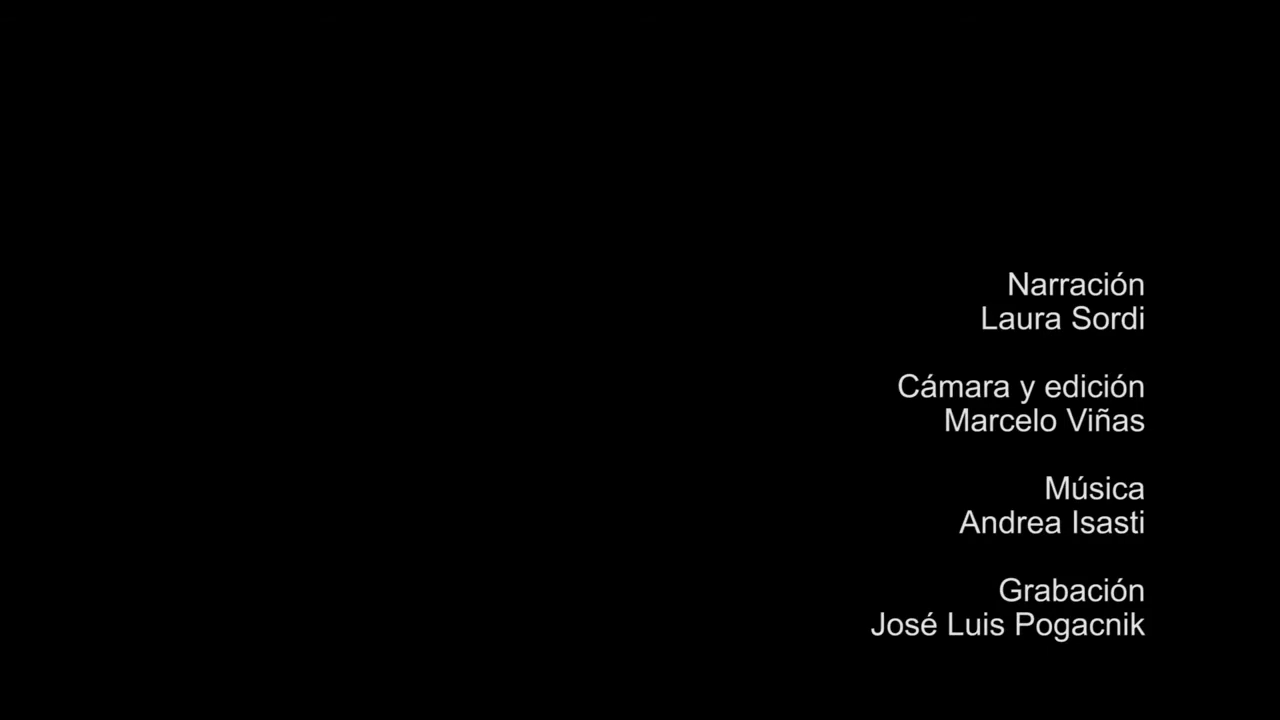 Narración
Laura Sordi
Cámara y edición
Marcelo Viñas
Música
Andrea Isasti
Grabación
José Luis Pogacnik